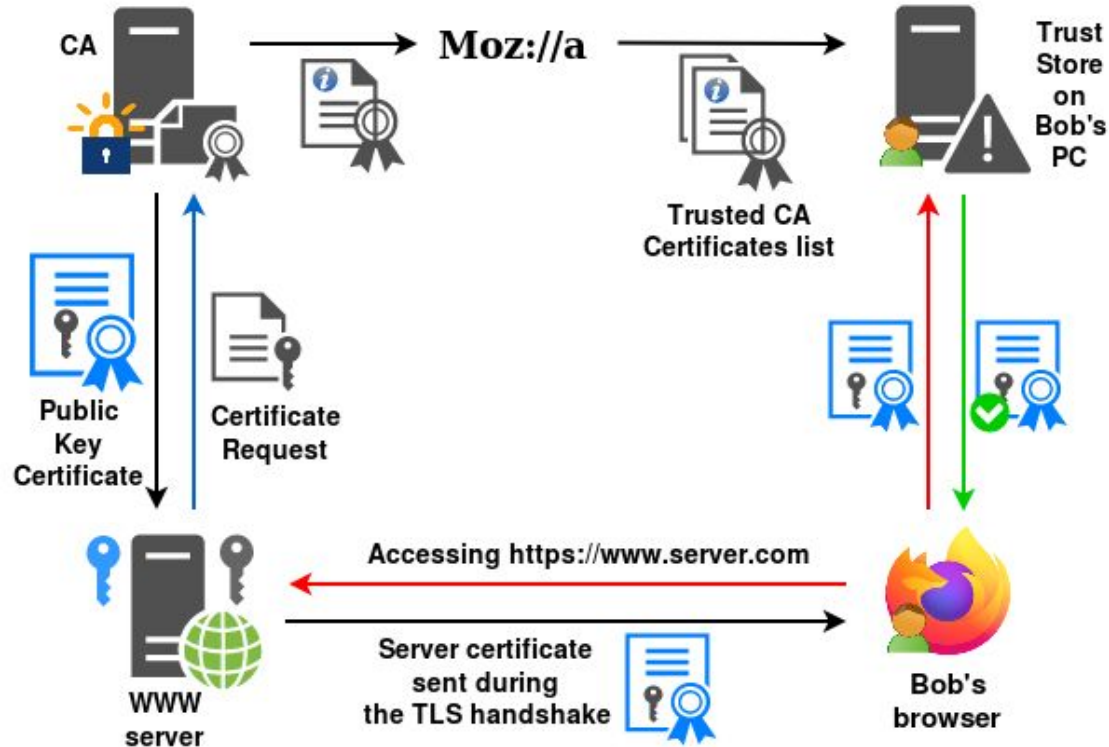 CA
Moz://a
Trust
Store
on
Bob's
PC
Trusted CA
Certificates list
Public
Key
Certificate
Certificate
Request
Accessing https://www.server.com
Server certificate
sent during
the TLS handshake
WWW
server
Bob's
browser